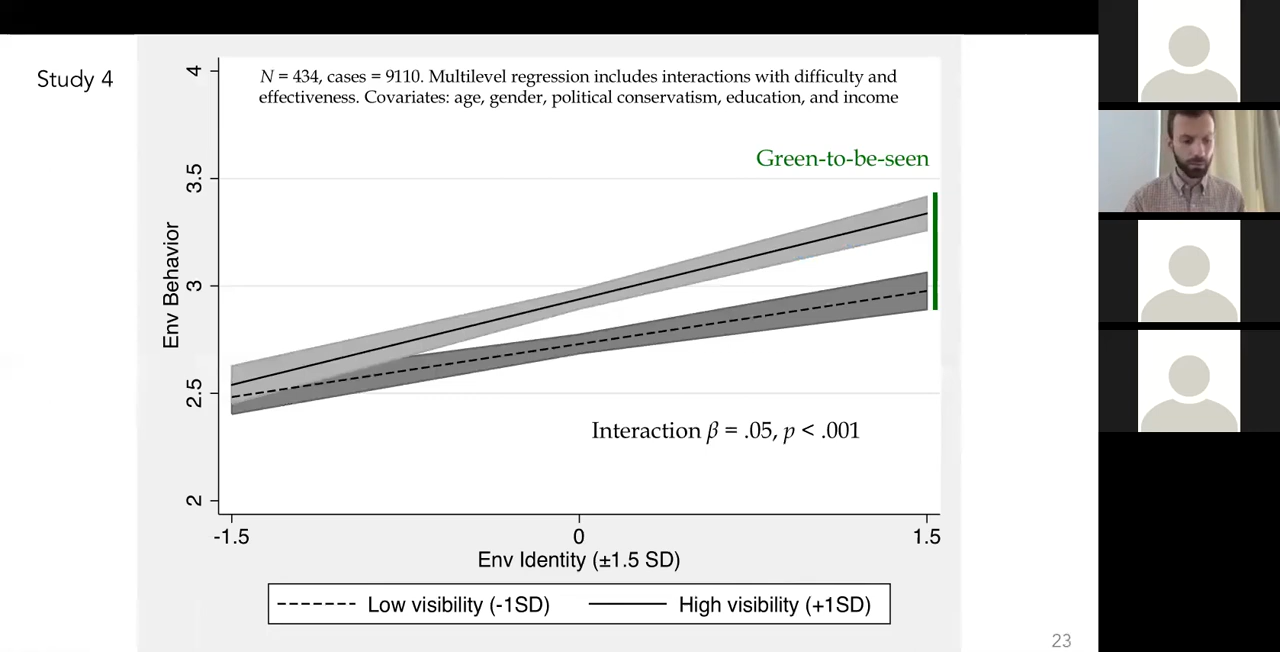 Study 4
N = 434, cases = 9110. Multilevel regression includes interactions with difficulty and
effectiveness. Covariates: age, gender, political conservatism, education, and income
Green-to-be-seen
4
3.5
3
2.5
2
Env Behavior
Interaction β = .05, p < .001
-1.5 0 1.5
Env Identity (±1.5 SD)
Low visibility (-1SD) High visibility (+1SD)
23